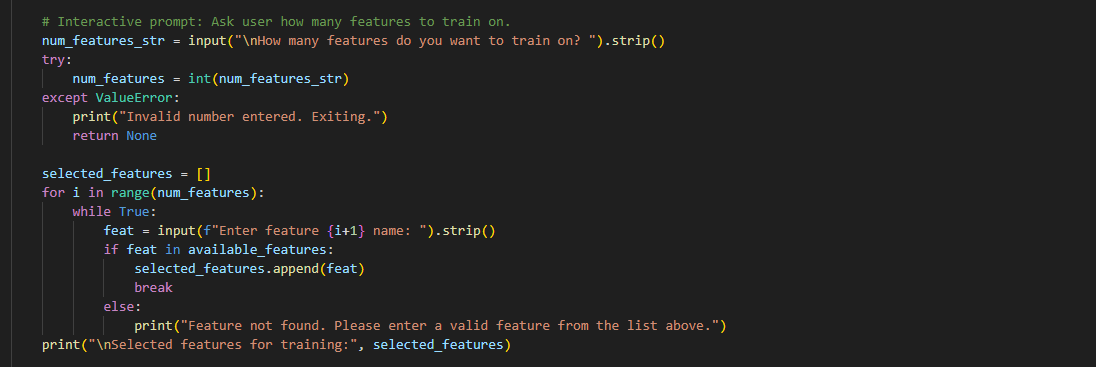 # Interactive prompt: Ask user how many features to train on.
num_features_str = input("\nHow many features do you want to train on? ").strip()
try:
    num_features = int(num_features_str)
except ValueError:
    print("Invalid number entered. Exiting.")
    return None

selected_features = []
for i in range(num_features):
    while True:
        feat = input(f"Enter feature {i+1} name: ").strip()
        if feat in available_features:
            selected_features.append(feat)
            break
        else:
            print("Feature not found. Please enter a valid feature from the list above.")
print("\nSelected features for training:", selected_features)